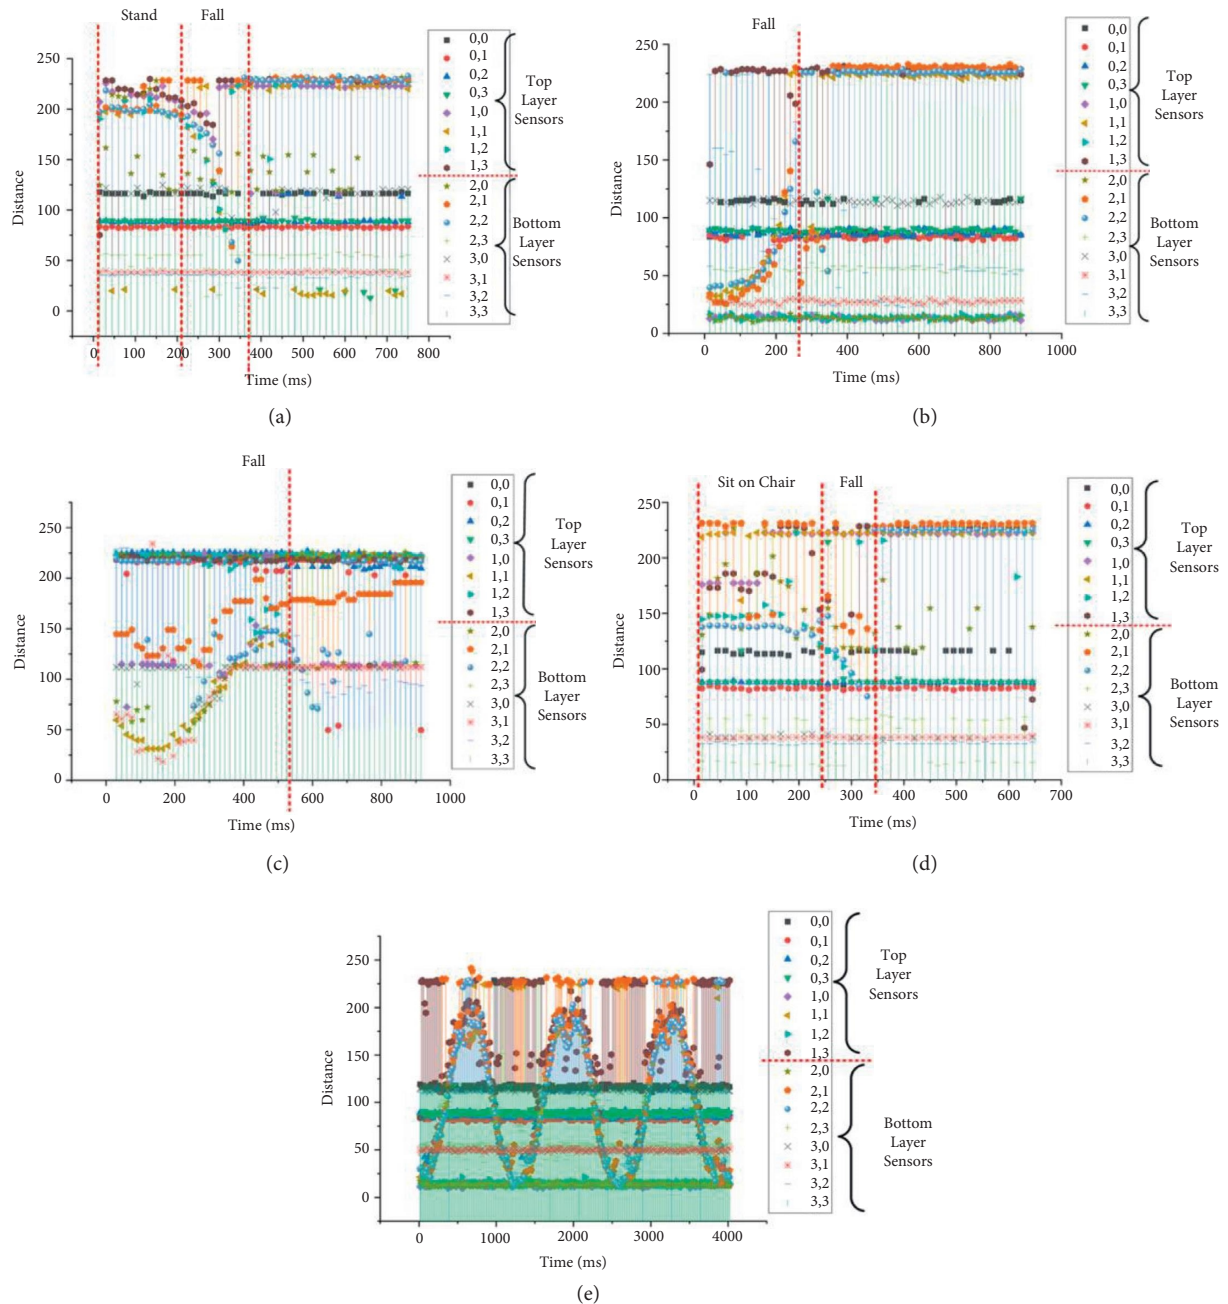 Stand
Fall
250
200
150
100
50
0
Distance
0
100
200
300
400
500
600
700
800
Time (ms)
0,0
0,1
0,2
0,3
1,0
1,1
1,2
1,3
2,0
2,1
2,2
2,3
3,0
3,1
3,2
3,3
Top
Layer
Sensors
Bottom
Layer
Sensors
(a)
Fall
250
200
150
100
50
0
Distance
0
200
400
600
800
1000
Time (ms)
0,0
0,1
0,2
0,3
1,0
1,1
1,2
1,3
2,0
2,1
2,2
2,3
3,0
3,1
3,2
3,3
Top
Layer
Sensors
Bottom
Layer
Sensors
(b)
Fall
250
200
150
100
50
0
Distance
0
200
400
600
800
1000
Time (ms)
0,0
0,1
0,2
0,3
1,0
1,1
1,2
1,3
2,0
2,1
2,2
2,3
3,0
3,1
3,2
3,3
Top
Layer
Sensors
Bottom
Layer
Sensors
(c)
Sit on Chair
Fall
250
200
150
100
50
0
Distance
0
100
200
300
400
500
600
700
Time (ms)
0,0
0,1
0,2
0,3
1,0
1,1
1,2
1,3
2,0
2,1
2,2
2,3
3,0
3,1
3,2
3,3
Top
Layer
Sensors
Bottom
Layer
Sensors
(d)
250
200
150
100
50
0
Distance
0
1000
2000
3000
4000
Time (ms)
0,0
0,1
0,2
0,3
1,0
1,1
1,2
1,3
2,0
2,1
2,2
2,3
3,0
3,1
3,2
3,3
Top
Layer
Sensors
Bottom
Layer
Sensors
(e)